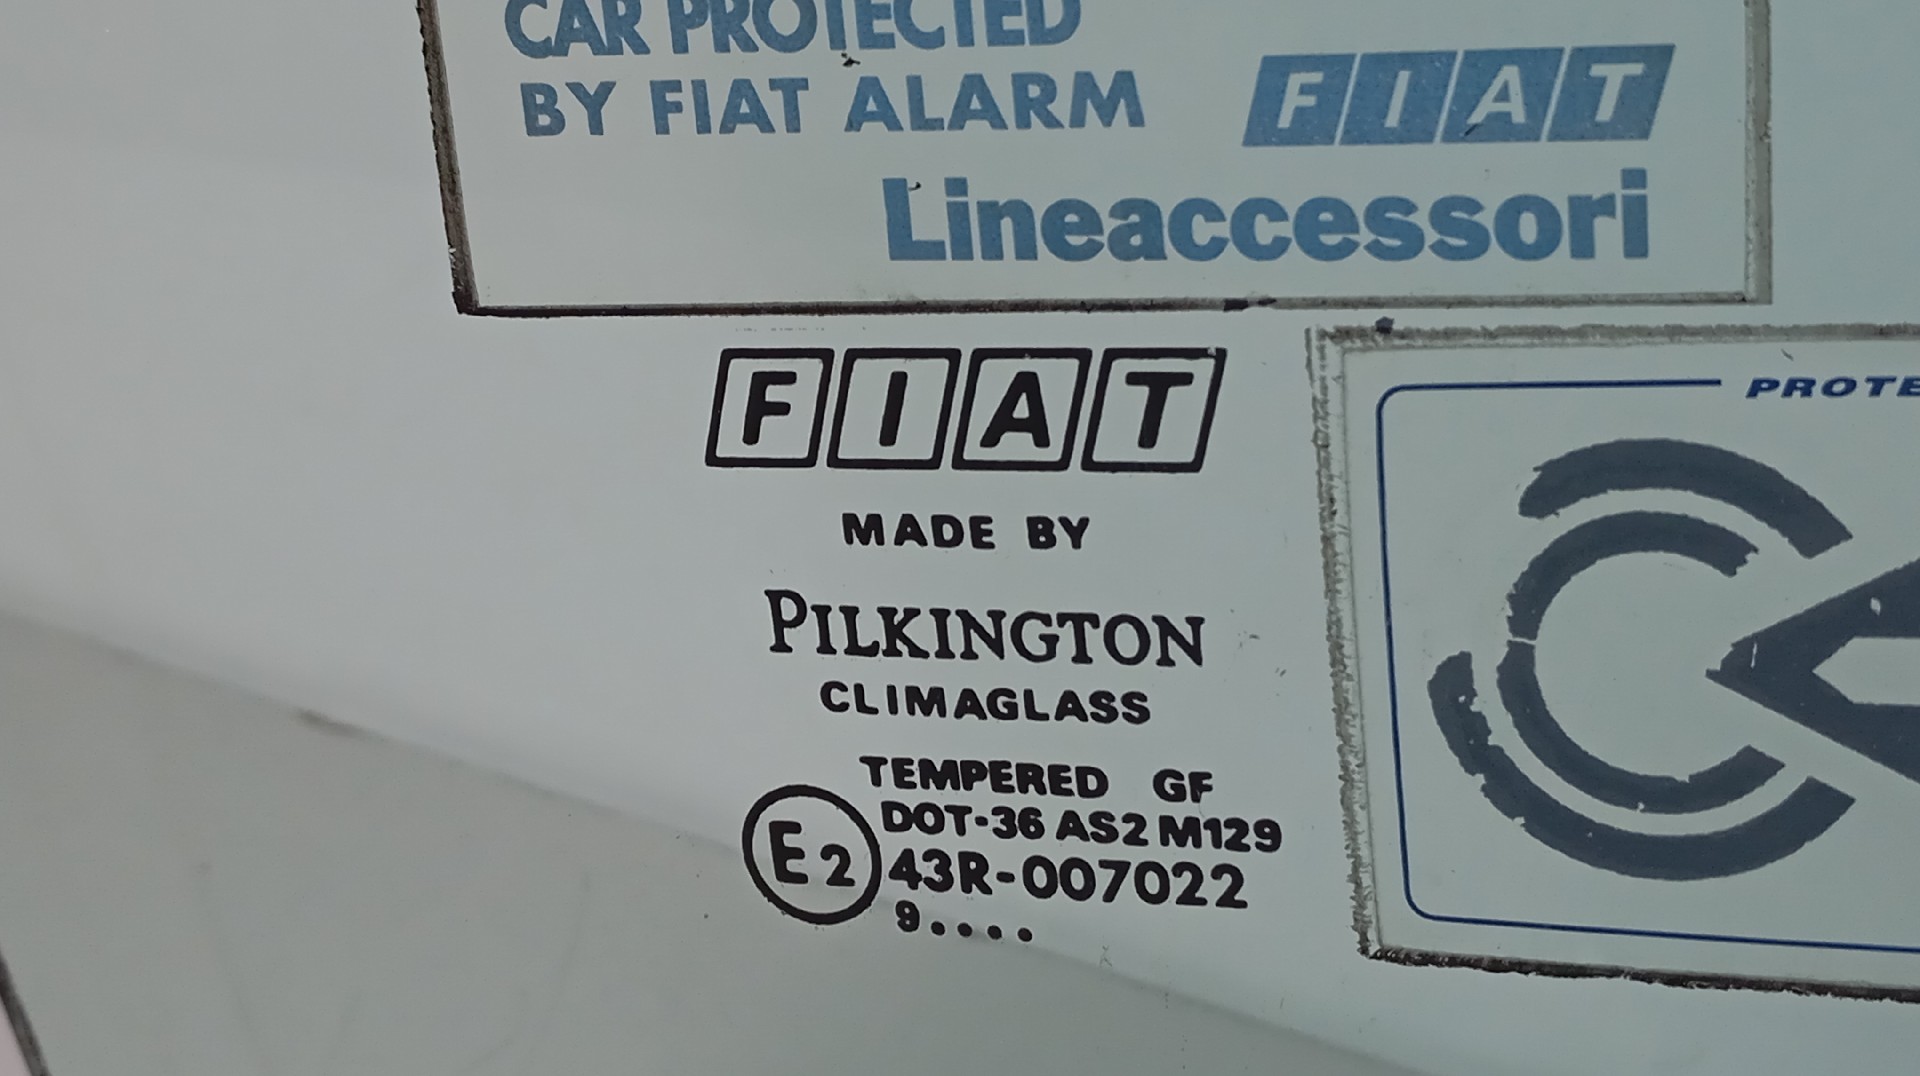 CAR PROTECTED
BY FIAT ALARM
FIAT
Lineaccessori
FIAT
MADE BY
PILKINGTON
CLIMAGLASS
TEMPERED GF
DOT-36 AS2 M129
E2 43R-007022
9....